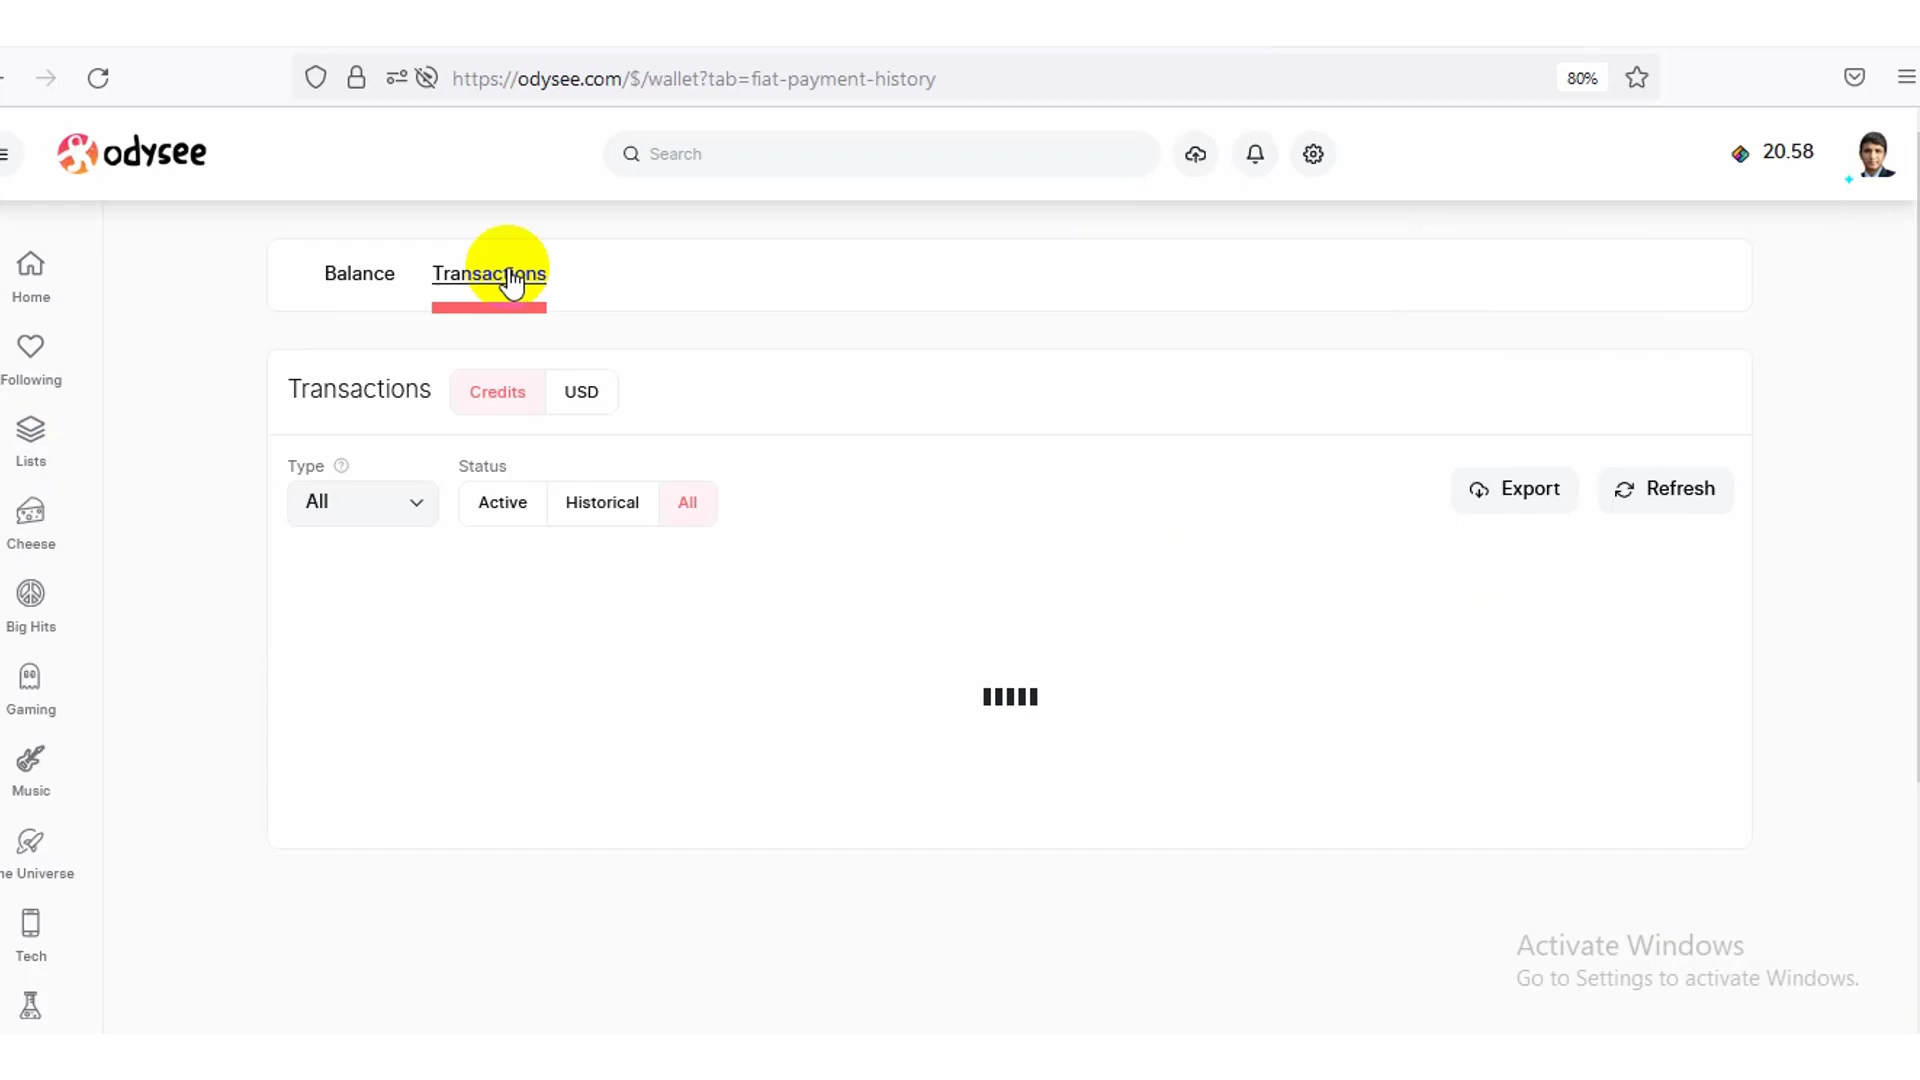 https://odysee.com/$/wallet?tab=fiat-payment-history
80%
odysee
Search
20.58
Home
Following
Lists
Cheese
Big Hits
Gaming
Music
ne Universe
Tech
Balance
Transactions
Transactions
Credits
USD
Type
Status
All
Active
Historical
All
Export
Refresh
Activate Windows
Go to Settings to activate Windows.